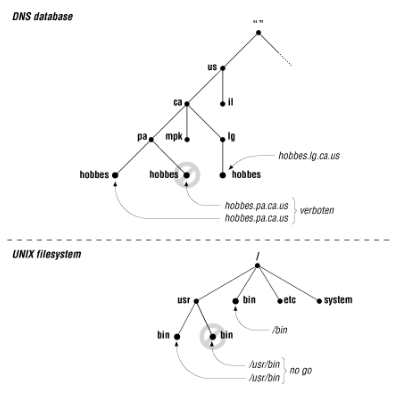 DNS database
" "
us
ca
il
pa
mpk
lg
hobbes.lg.ca.us
hobbes
hobbes
hobbes
hobbes.pa.ca.us
hobbes.pa.ca.us
verboten
UNIX filesystem
/
usr
bin
etc
system
/bin
bin
bin
/usr/bin
/usr/bin
no go